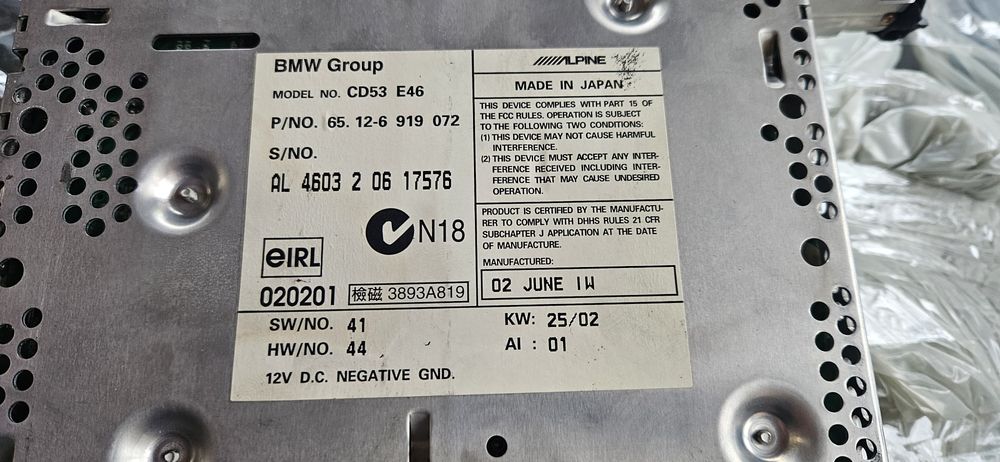 BMW Group
MODEL NO. CD53 E46
P/NO. 65. 12-6 919 072
S/NO.
AL 4603 2 06 17576
N18
eIRL
020201 檢磁 3893A819
ALPINE
MADE IN JAPAN
THIS DEVICE COMPLIES WITH PART 15 OF
THE FCC RULES. OPERATION IS SUBJECT
TO THE FOLLOWING TWO CONDITIONS:
(1) THIS DEVICE MAY NOT CAUSE HARMFUL
INTERFERENCE.
(2) THIS DEVICE MUST ACCEPT ANY INTER-
FERENCE RECEIVED INCLUDING INTER-
FERENCE THAT MAY CAUSE UNDESIRED
OPERATION.
PRODUCT IS CERTIFIED BY THE MANUFACTU-
RER TO COMPLY WITH DHHS RULES 21 CFR
SUBCHAPTER J APPLICATION AT THE DATE
OF MANUFACTURE.
MANUFACTURED:
02 JUNE 1W
SW/NO. 41
HW/NO. 44
12V D.C. NEGATIVE GND.
KW: 25/02
AI : 01